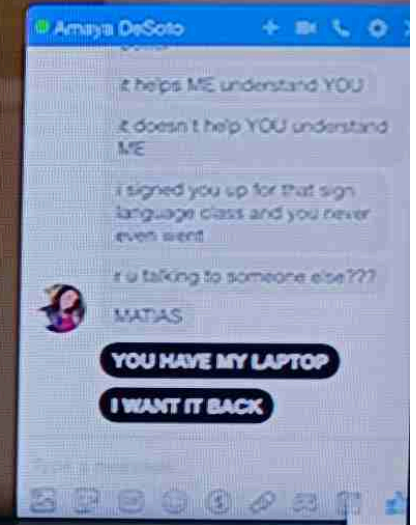 Amaya DeSoto
it helps ME understand YOU
it doesn't help YOU understand
ME
i signed you up for that sign
language class and you never
even went
r u talking to someone else???
MATIAS
YOU HAVE MY LAPTOP
I WANT IT BACK